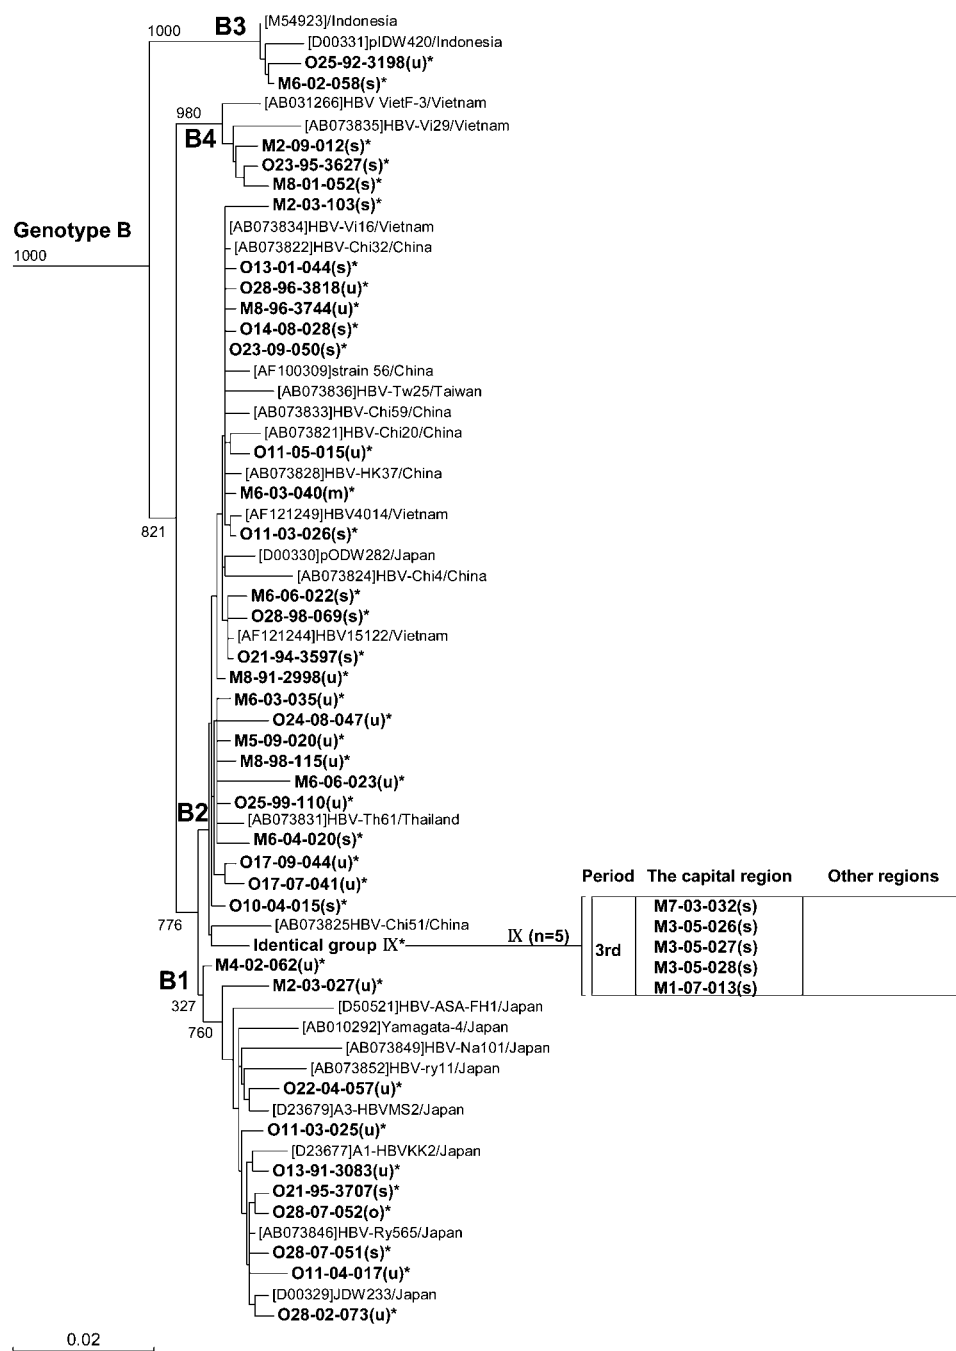 [M54923]/Indonesia
1000
B3
[D00331]pIDW420/Indonesia
O25-92-3198(u)*
M6-02-058(s)*
[AB031266]HBV VietF-3/Vietnam
980
[AB073835]HBV-Vi29/Vietnam
B4
M2-09-012(s)*
O23-95-3627(s)*
M8-01-052(s)*
M2-03-103(s)*
Genotype B
[AB073834]HBV-Vi16/Vietnam
[AB073822]HBV-Chi32/China
1000
O13-01-044(s)*
O28-96-3818(u)*
M8-96-3744(u)*
O14-08-028(s)*
O23-09-050(s)*
[AF100309]strain 56/China
[AB073836]HBV-Tw25/Taiwan
[AB073833]HBV-Chi59/China
[AB073821]HBV-Chi20/China
O11-05-015(u)*
[AB073828]HBV-HK37/China
M6-03-040(m)*
[AF121249]HBV4014/Vietnam
821
O11-03-026(s)*
[D00330]pODW282/Japan
[AB073824]HBV-Chi4/China
M6-06-022(s)*
O28-98-069(s)*
[AF121244]HBV15122/Vietnam
O21-94-3597(s)*
M8-91-2998(u)*
M6-03-035(u)*
O24-08-047(u)*
M5-09-020(u)*
M8-98-115(u)*
M6-06-023(u)*
O25-99-110(u)*
B2
[AB073831]HBV-Th61/Thailand
M6-04-020(s)*
O17-09-044(u)*
O17-07-041(u)*
Period The capital region Other regions
O10-04-015(s)*
M7-03-032(s)
776
[AB073825HBV-Chi51/China
M3-05-026(s)
Identical group Ⅸ*
Ⅸ (n=5)
3rd
M3-05-027(s)
M3-05-028(s)
M1-07-013(s)
M4-02-062(u)*
B1
M2-03-027(u)*
327
[D50521]HBV-ASA-FH1/Japan
760
[AB010292]Yamagata-4/Japan
[AB073849]HBV-Na101/Japan
[AB073852]HBV-ry11/Japan
O22-04-057(u)*
[D23679]A3-HBVMS2/Japan
O11-03-025(u)*
[D23677]A1-HBVKK2/Japan
O13-91-3083(u)*
O21-95-3707(s)*
O28-07-052(o)*
[AB073846]HBV-Ry565/Japan
O28-07-051(s)*
O11-04-017(u)*
[D00329]JDW233/Japan
O28-02-073(u)*
0.02